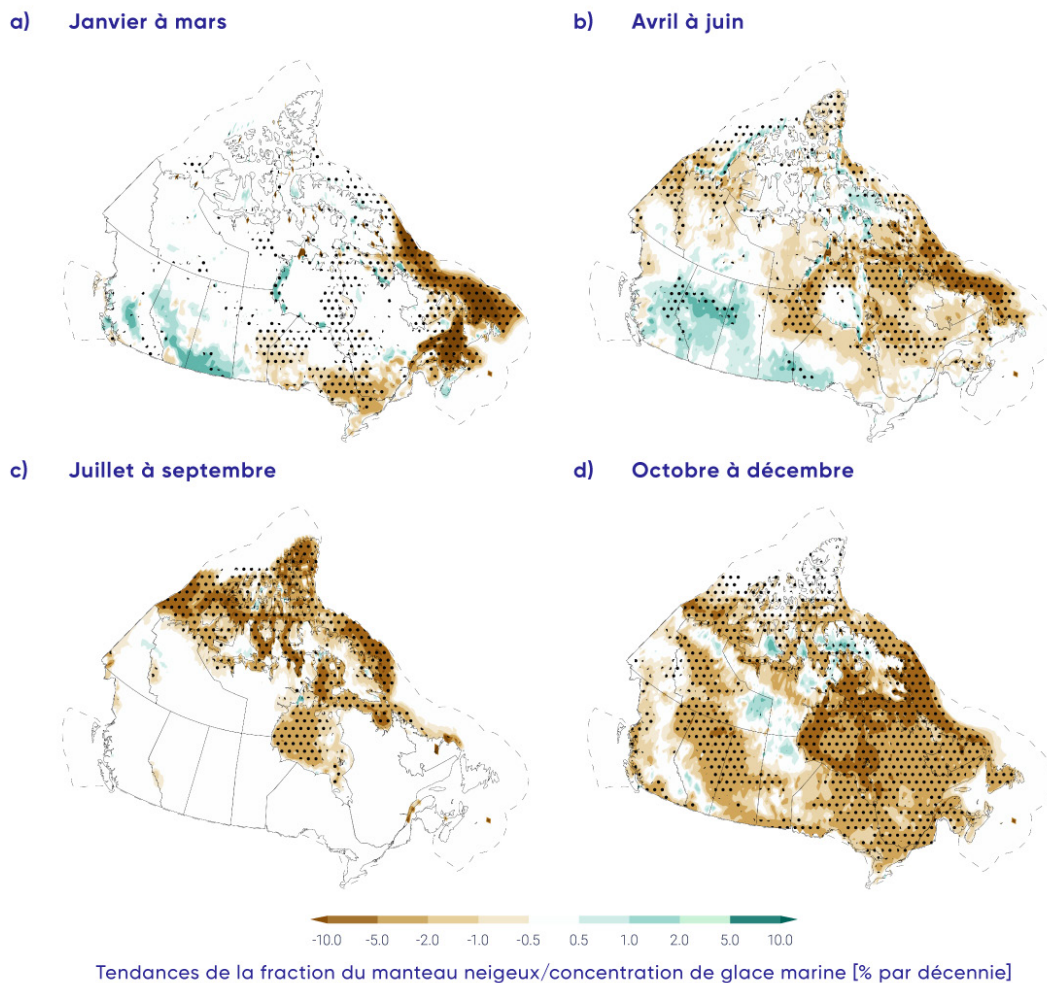 a) Janvier à mars
b) Avril à juin
c) Juillet à septembre
d) Octobre à décembre
-10.0 -5.0 -2.0 -1.0 -0.5 0.5 1.0 2.0 5.0 10.0
Tendances de la fraction du manteau neigeux/concentration de glace marine [% par décennie]